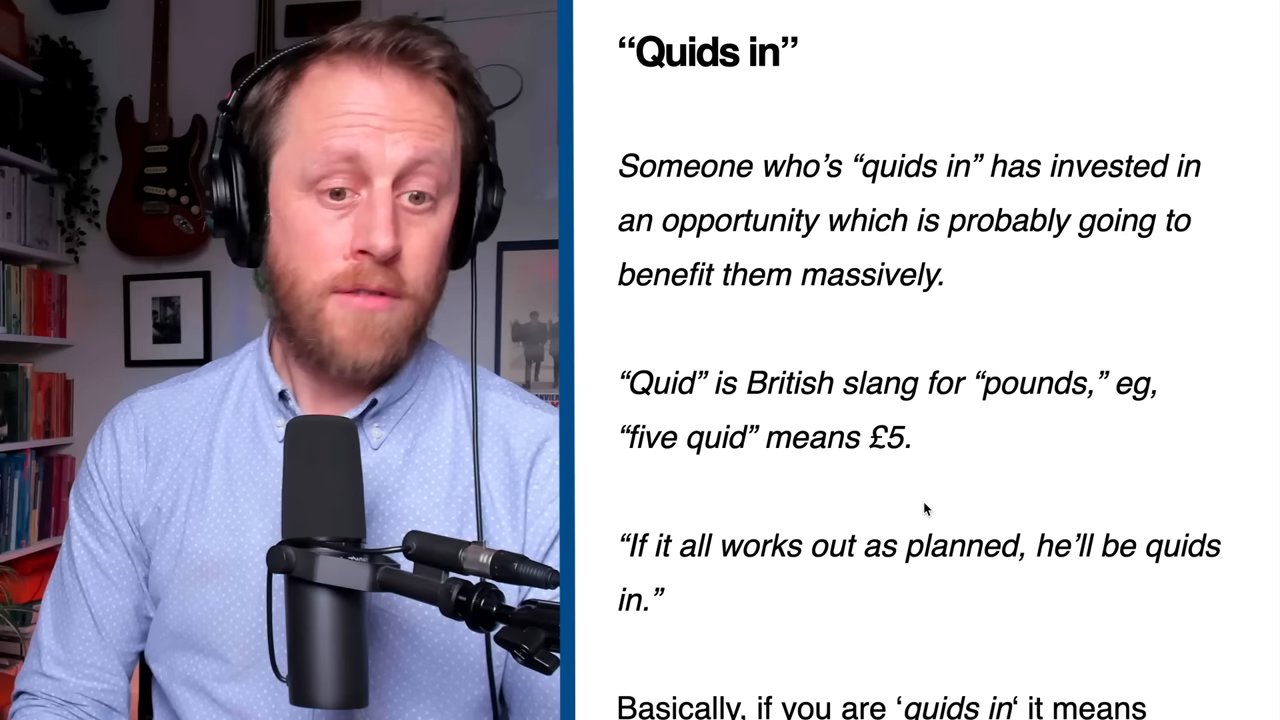 “Quids in”
Someone who’s “quids in” has invested in
an opportunity which is probably going to
benefit them massively.
“Quid” is British slang for “pounds,” eg,
“five quid” means £5.
“If it all works out as planned, he’ll be quids
in.”
Basically, if you are ‘quids in‘ it means